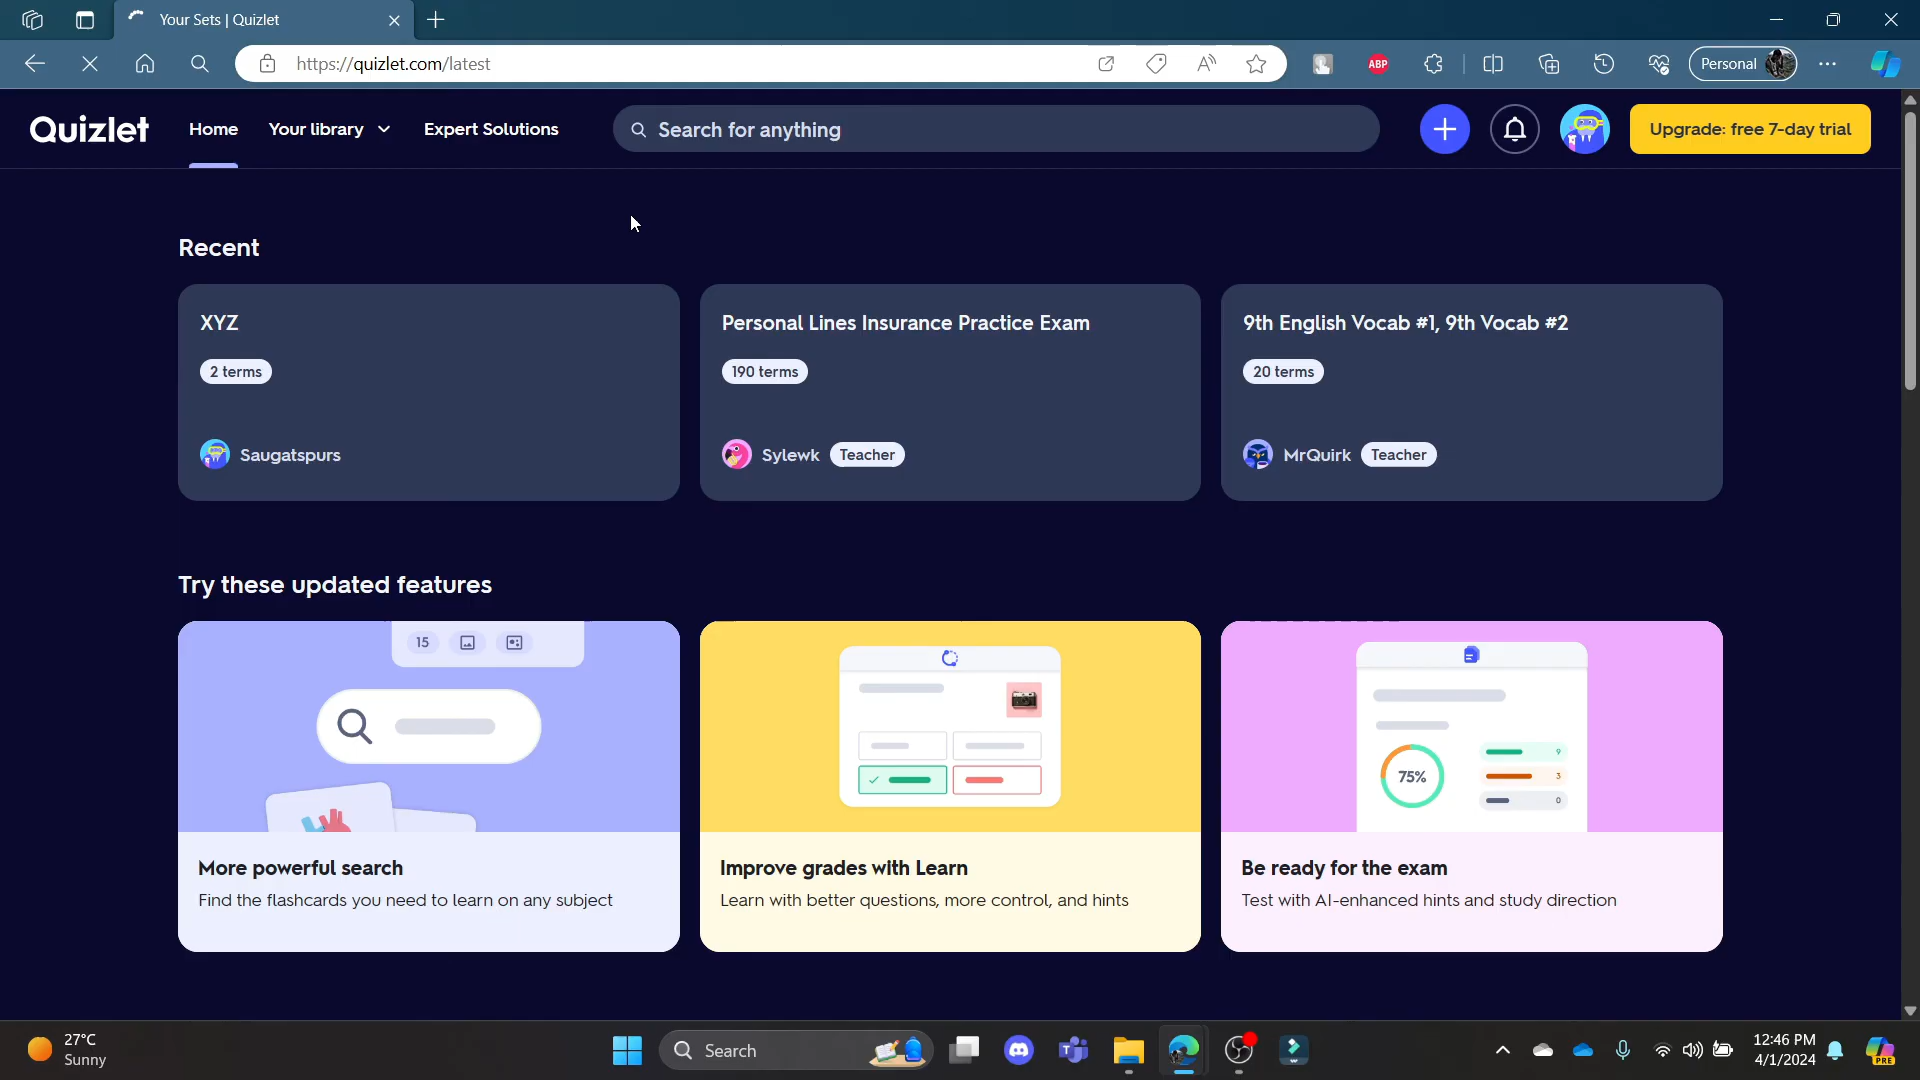 Your Sets | Quizlet
https://quizlet.com/latest
ABP
Personal
Quizlet
Home
Your library
Expert Solutions
Search for anything
Upgrade: free 7-day trial
Recent
XYZ
2 terms
Saugatspurs
Personal Lines Insurance Practice Exam
190 terms
Sylewk
Teacher
9th English Vocab #1, 9th Vocab #2
20 terms
MrQuirk
Teacher
Try these updated features
15
75%
9
3
0
More powerful search
Find the flashcards you need to learn on any subject
Improve grades with Learn
Learn with better questions, more control, and hints
Be ready for the exam
Test with AI-enhanced hints and study direction
27°C
Sunny
Search
12:46 PM
4/1/2024
PRE